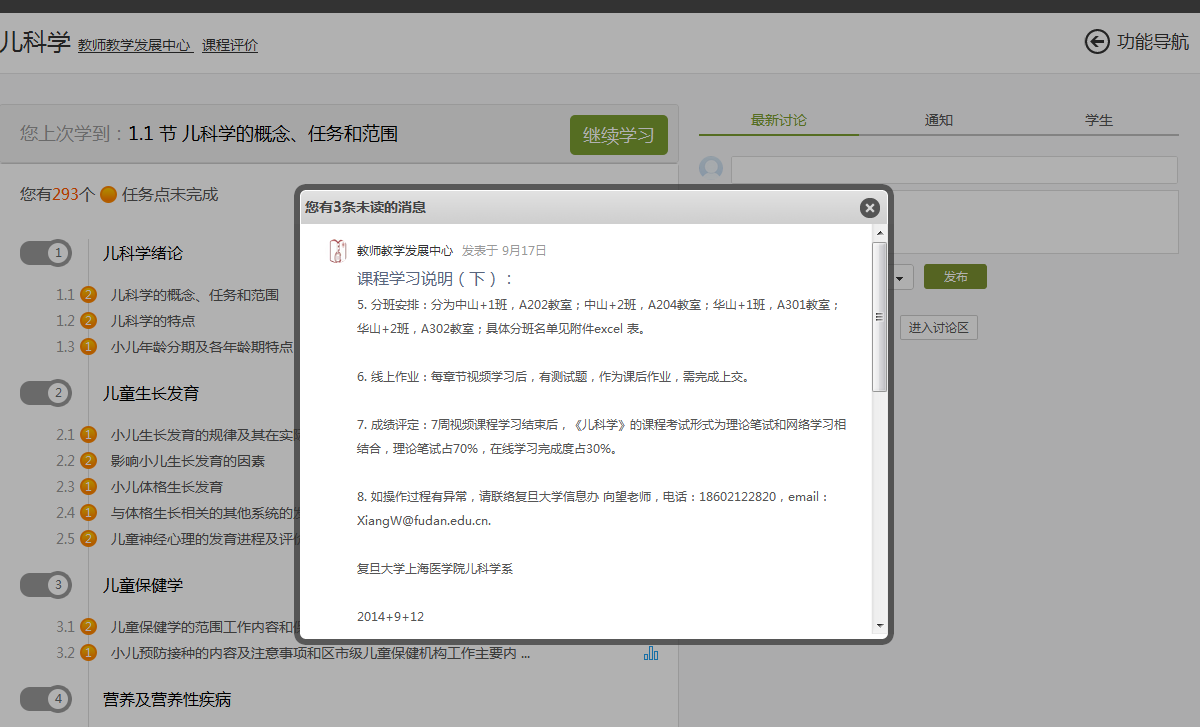 儿科学 教师教学发展中心 课程评价
功能导航
您上次学到：1.1 节 儿科学的概念、任务和范围
继续学习
最新讨论 通知 学生
您有293个 任务点未完成
1 儿科学绪论
1.1 2 儿科学的概念、任务和范围
1.2 2 儿科学的特点
1.3 1 小儿年龄分期及各年龄期特点
2 儿童生长发育
2.1 1 小儿生长发育的规律及其在实际
2.2 2 影响小儿生长发育的因素
2.3 1 小儿体格生长发育
2.4 1 与体格生长相关的其他系统的发
2.5 2 儿童神经心理的发育进程及评价
3 儿童保健学
3.1 2 儿童保健学的范围工作内容和
3.2 1 小儿预防接种的内容及注意事项和区市级儿童保健机构工作主要内 ...
4 营养及营养性疾病
发布
进入讨论区
您有3条未读的消息
教师教学发展中心 发表于 9月17日
课程学习说明（下）：
5. 分班安排：分为中山+1班，A202教室；中山+2班，A204教室；华山+1班，A301教室；
华山+2班，A302教室；具体分班名单见附件excel 表。
6. 线上作业：每章节视频学习后，有测试题，作为课后作业，需完成上交。
7. 成绩评定：7周视频课程学习结束后，《儿科学》的课程考试形式为理论笔试和网络学习相
结合，理论笔试占70%，在线学习完成度占30%。
8. 如操作过程有异常，请联络复旦大学信息办 向望老师，电话：18602122820，email：
XiangW@fudan.edu.cn.
复旦大学上海医学院儿科学系
2014+9+12